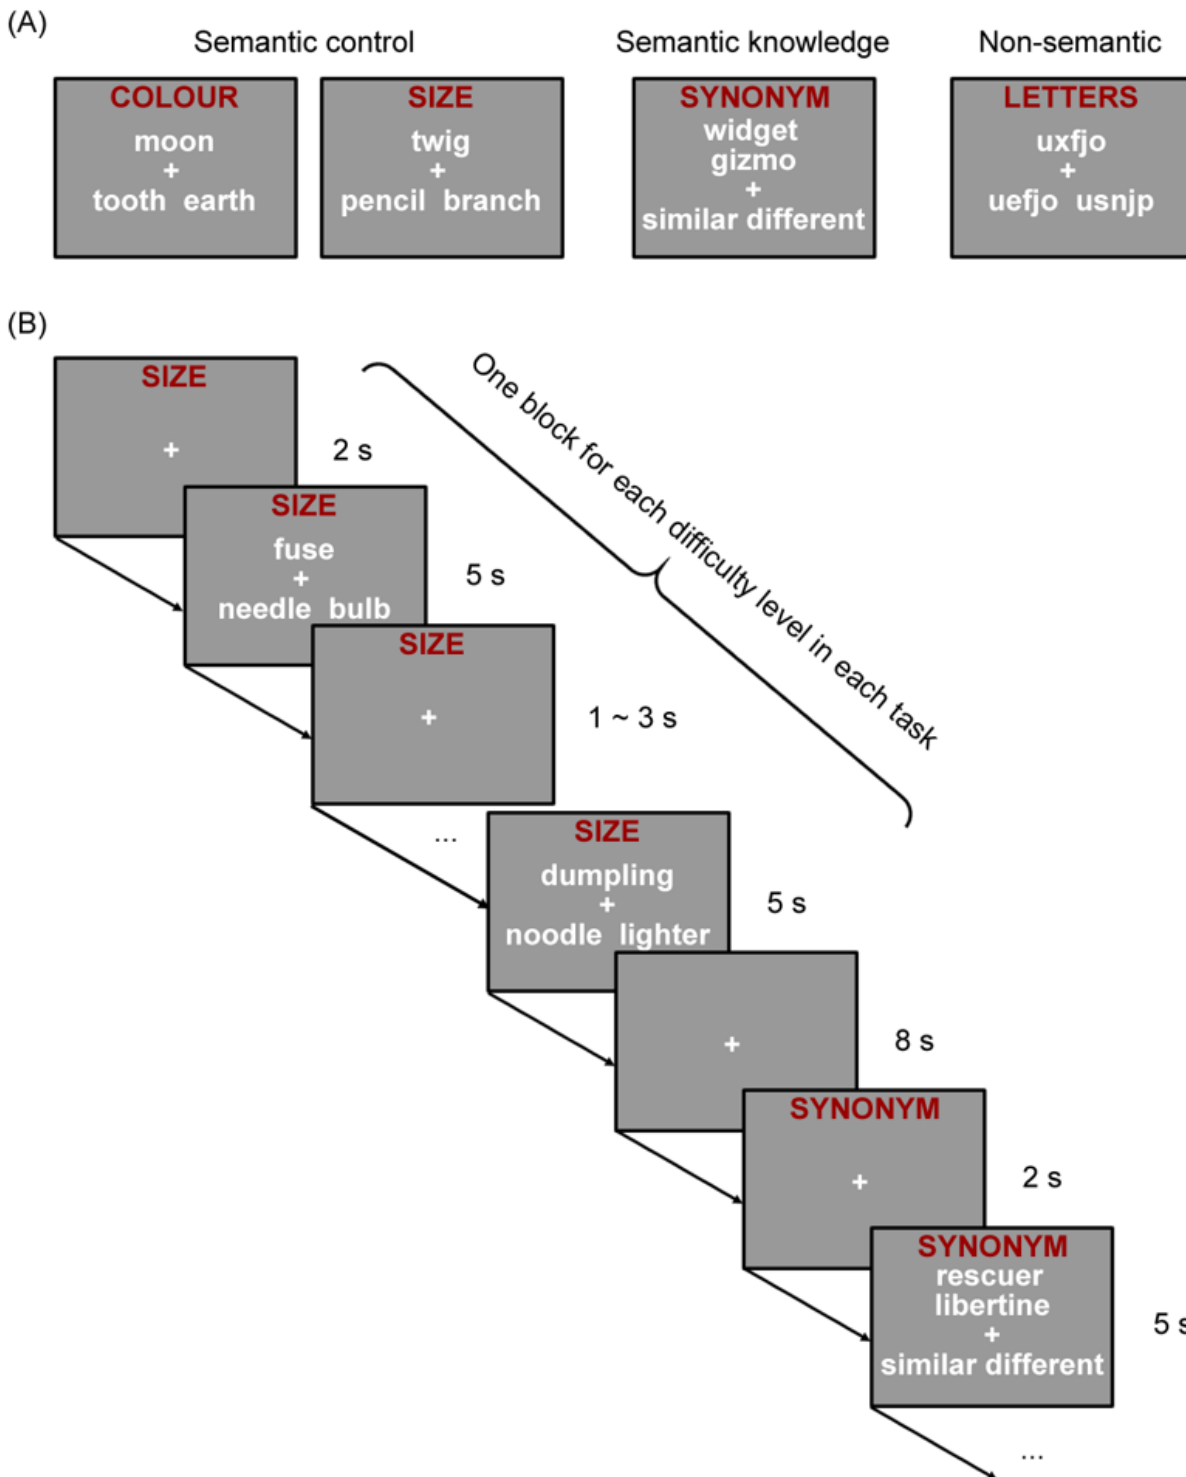 (A)
Semantic control
Semantic knowledge
Non-semantic
COLOUR
moon
+
tooth earth
SIZE
twig
+
pencil branch
SYNONYM
widget
gizmo
+
similar different
LETTERS
uxfjo
+
uefjo usnjp
(B)
One block for each difficulty level in each task
SIZE
+
2 s
SIZE
fuse
+
needle bulb
5 s
SIZE
+
1 ~ 3 s
...
SIZE
dumpling
+
noodle lighter
5 s
+
8 s
SYNONYM
+
2 s
SYNONYM
rescuer
libertine
+
similar different
5 s
...